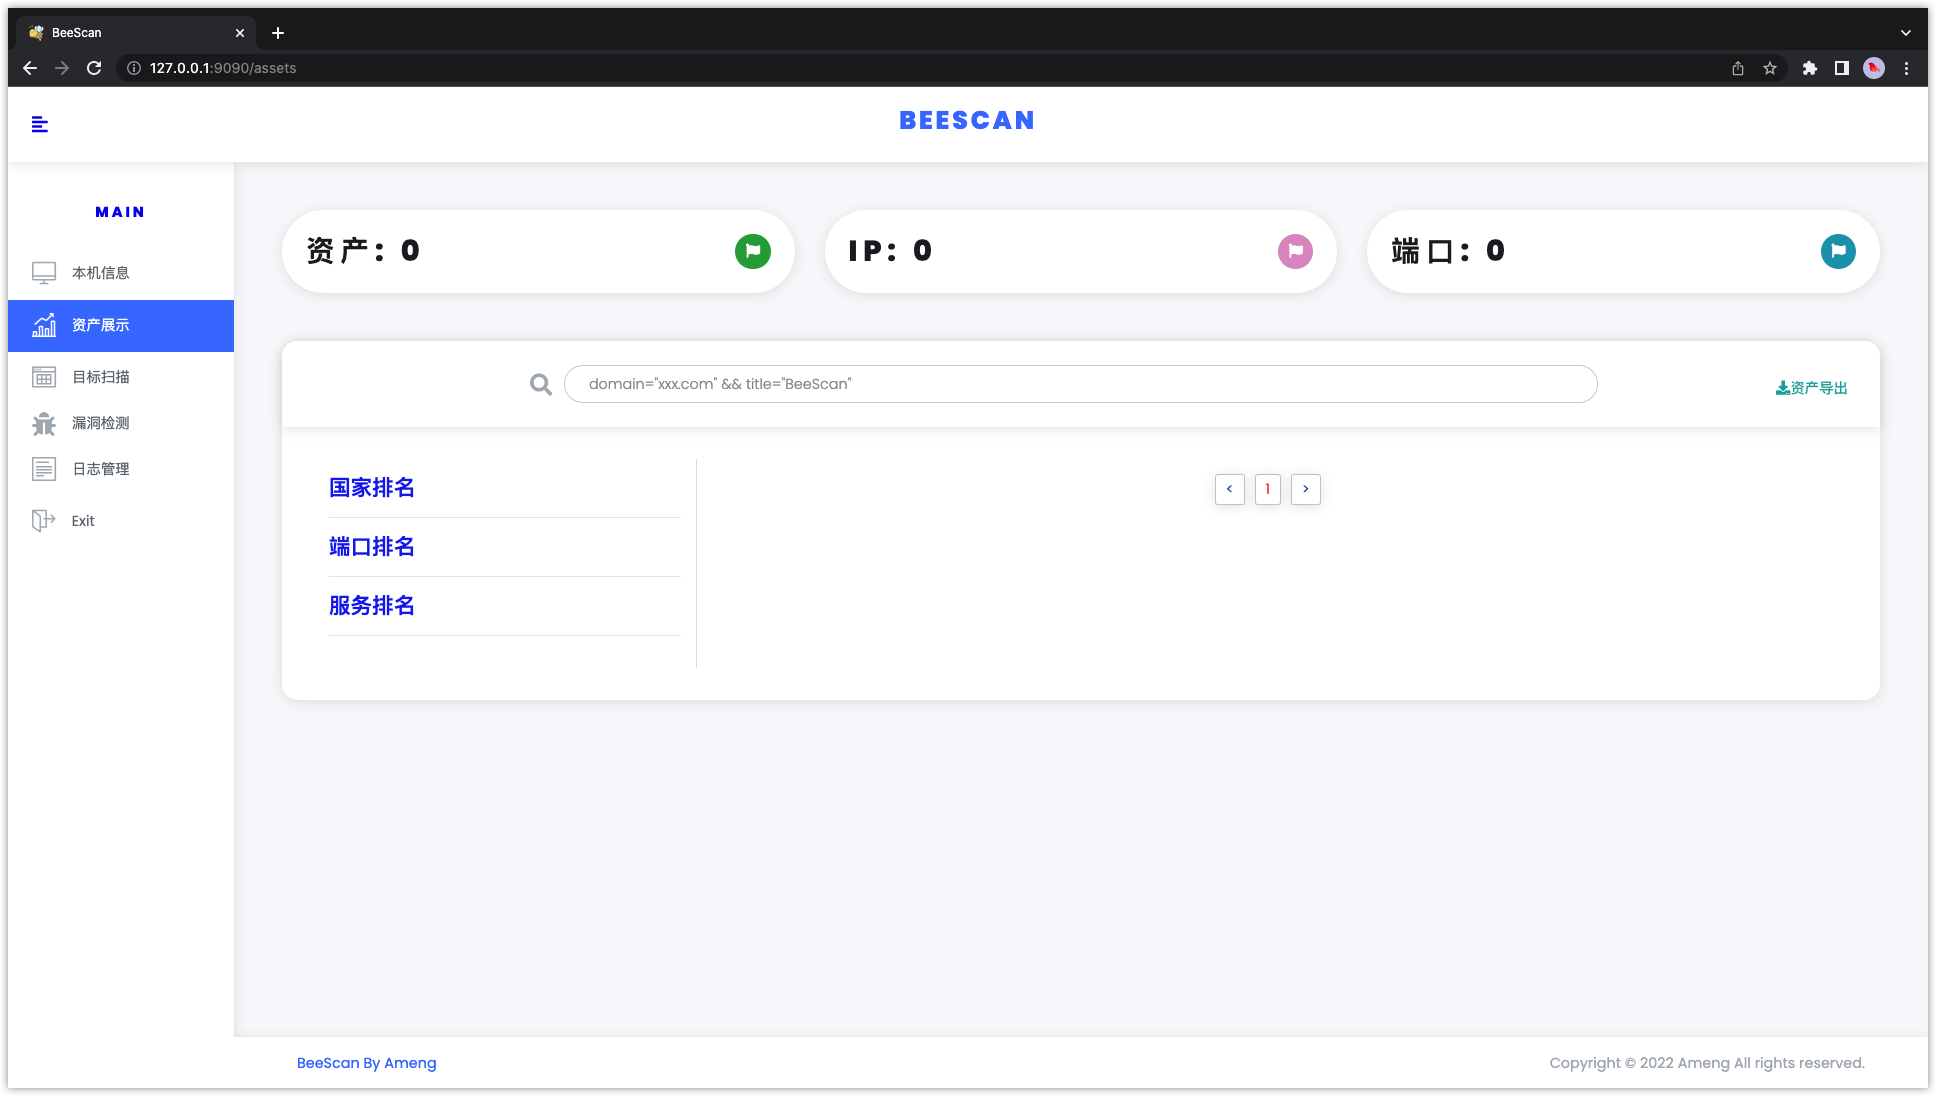 BeeScan
127.0.0.1:9090/assets
BEESCAN
MAIN
本机信息
资产展示
目标扫描
漏洞检测
日志管理
Exit
资产：0
IP：0
端口：0
domain="xxx.com" && title="BeeScan"
资产导出
国家排名
端口排名
服务排名
< 1 >
BeeScan By Ameng
Copyright © 2022 Ameng All rights reserved.